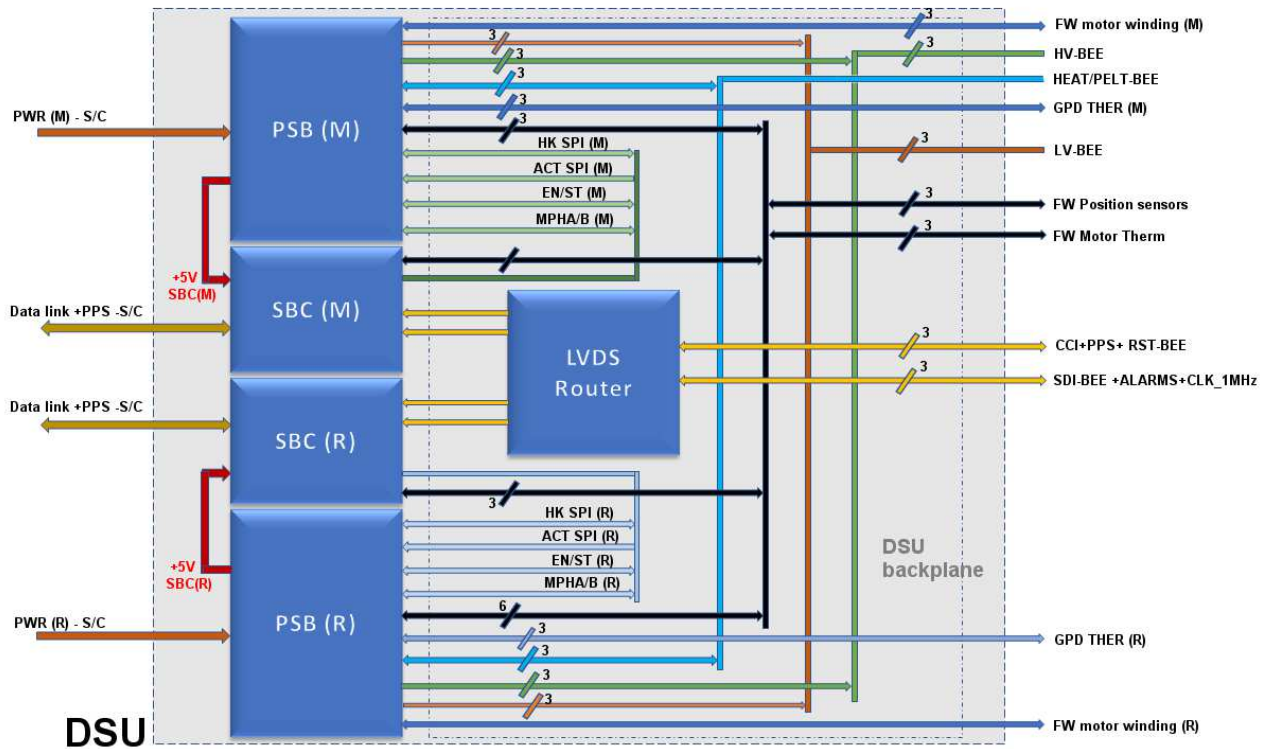 3
FW motor winding (M)
3
3
HV-BEE
3
3
HEAT/PELT-BEE
3
GPD THER (M)
PWR (M) - S/C
PSB (M)
3
HK SPI (M)
3
LV-BEE
ACT SPI (M)
EN/ST (M)
3
FW Position sensors
MPHA/B (M)
3
FW Motor Therm
+5V
SBC(M)
Data link +PPS -S/C
SBC (M)
LVDS
Router
3
CCI+PPS+ RST-BEE
3
SDI-BEE +ALARMS+CLK_1MHz
Data link +PPS -S/C
SBC (R)
3
HK SPI (R)
ACT SPI (R)
EN/ST (R)
MPHA/B (R)
DSU
backplane
+5V
SBC(R)
6
PWR (R) - S/C
PSB (R)
3
GPD THER (R)
3
3
3
DSU
FW motor winding (R)